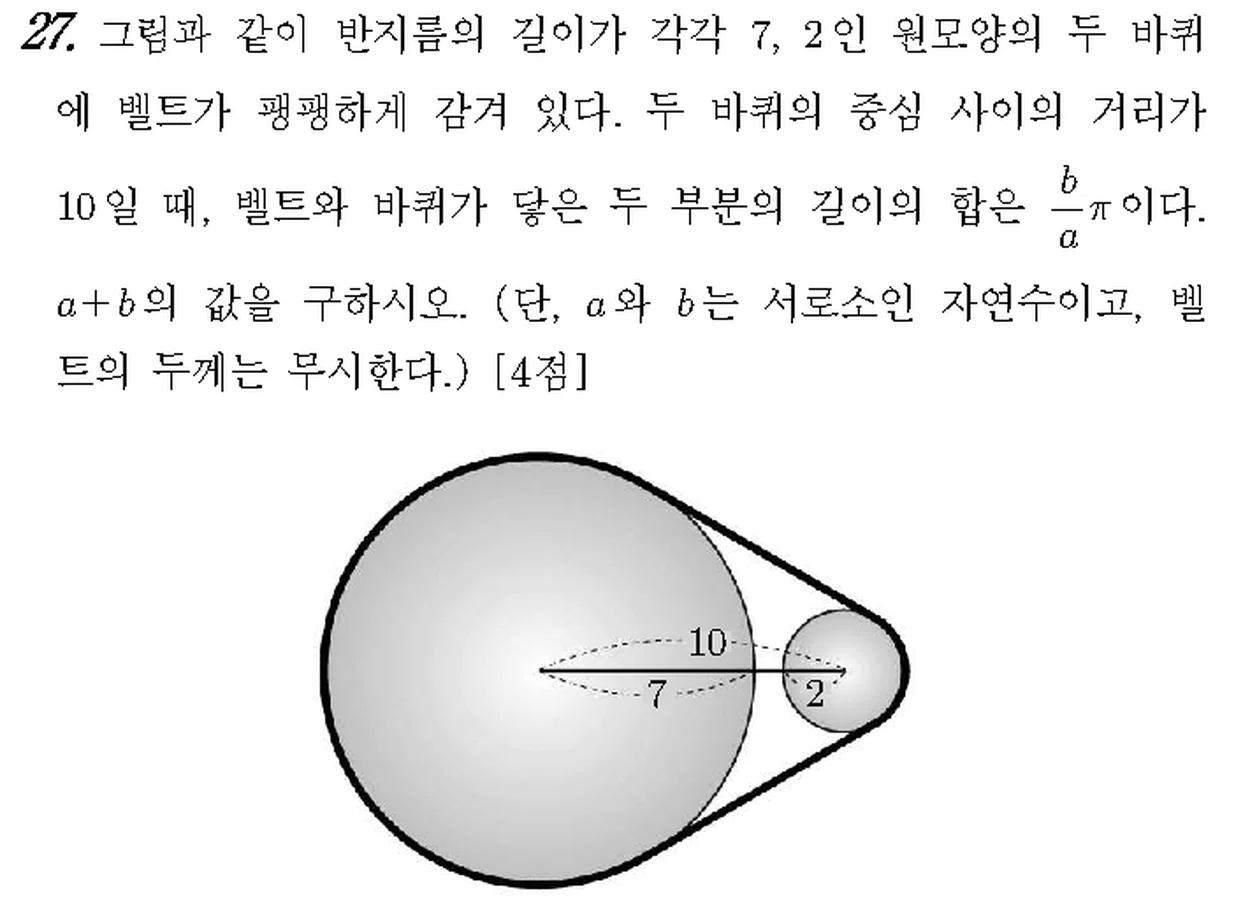 27. 그림과 같이 반지름의 길이가 각각 7, 2인 원모양의 두 바퀴
에 벨트가 팽팽하게 감겨 있다. 두 바퀴의 중심 사이의 거리가
10일 때, 벨트와 바퀴가 닿은 두 부분의 길이의 합은 b/a π이다.
a+b의 값을 구하시오. (단, a와 b는 서로소인 자연수이고, 벨
트의 두께는 무시한다.) [4점]
10
7
2